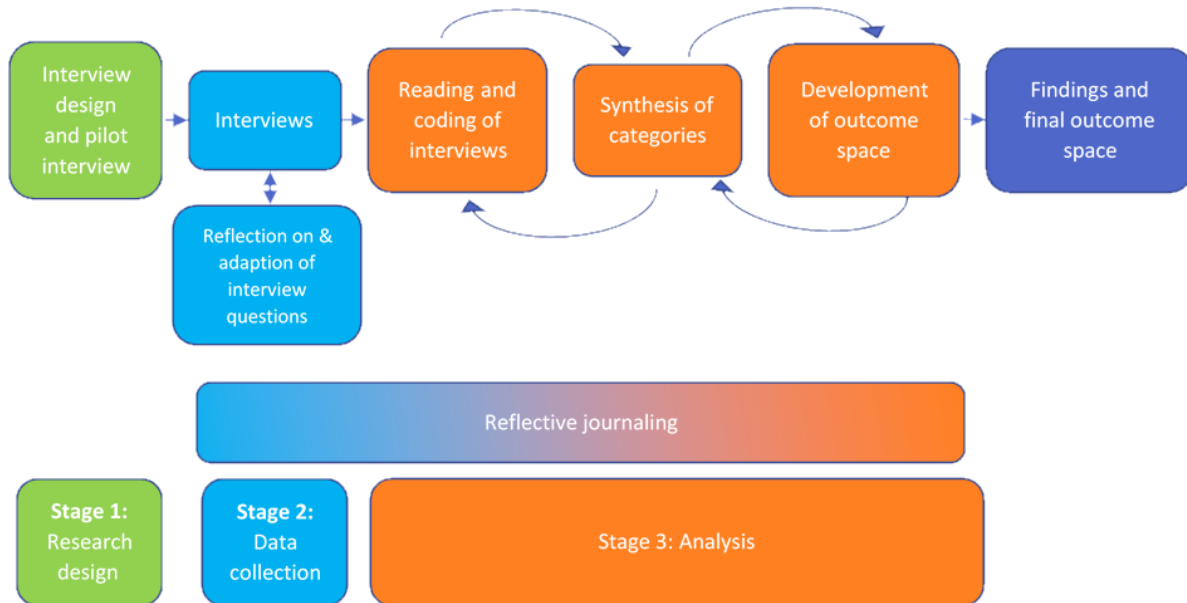 Interview
design
and pilot
interview
Interviews
Reflection on &
adaption of
interview
questions
Reading and
coding of
interviews
Synthesis of
categories
Development
of outcome
space
Findings and
final outcome
space
Reflective journaling
Stage 1:
Research
design
Stage 2:
Data
collection
Stage 3: Analysis